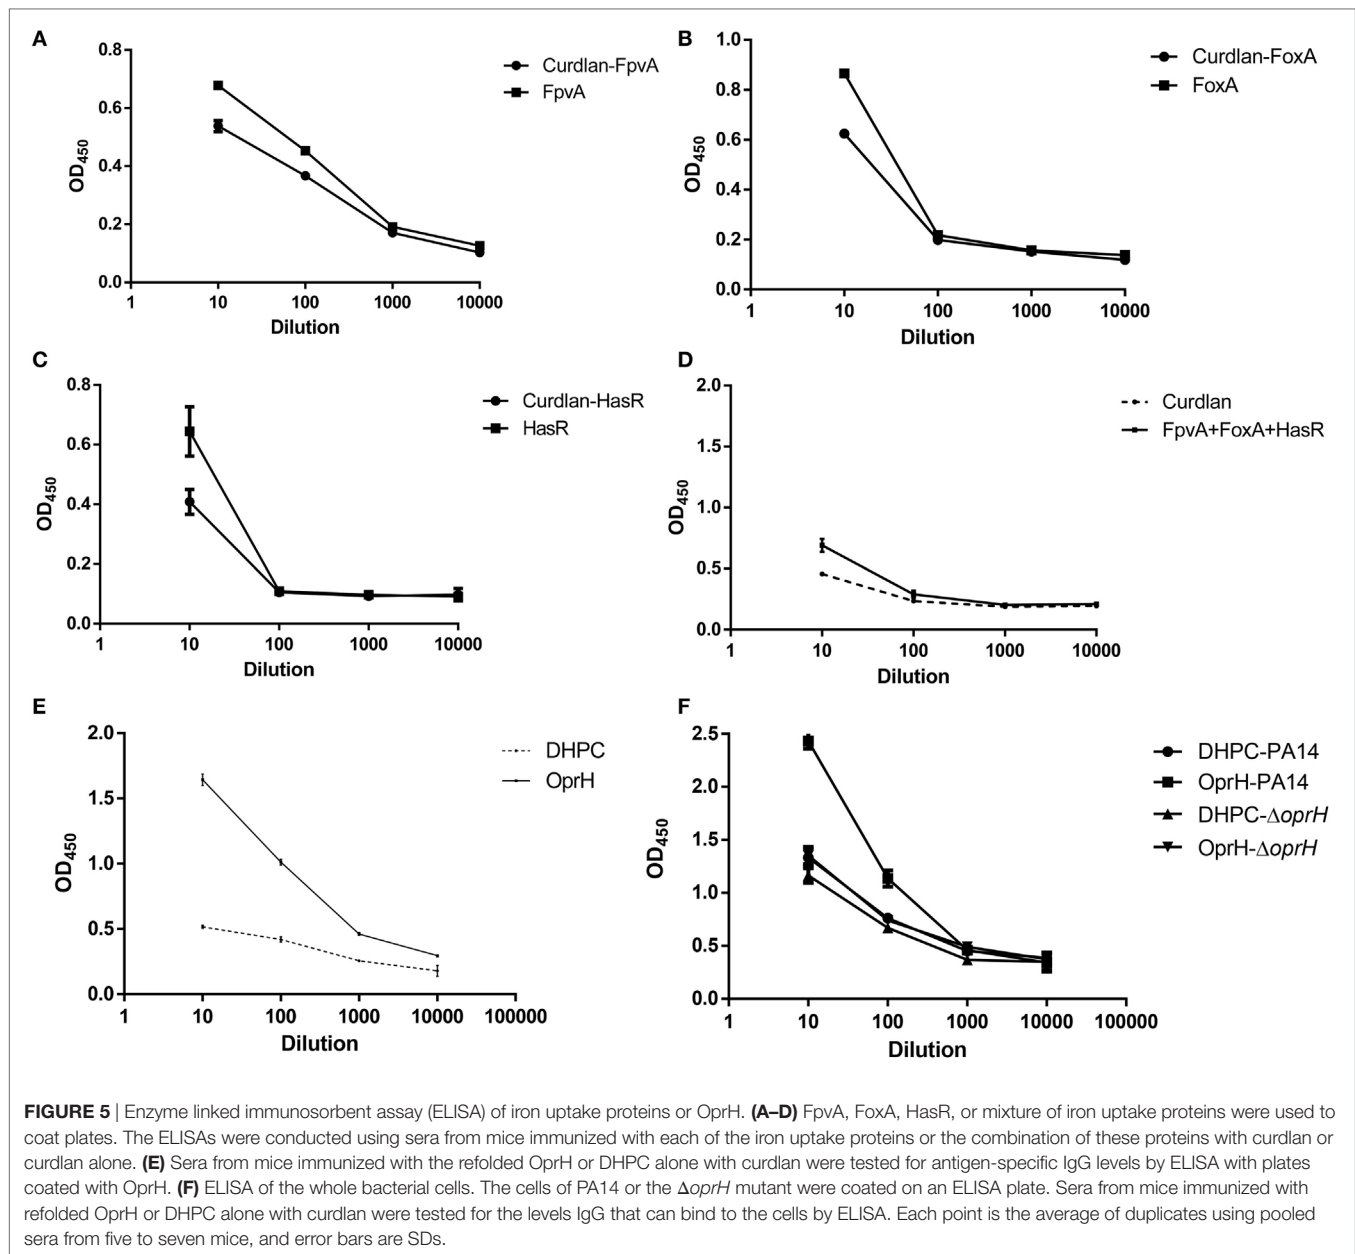 A
0.8
0.6
0.4
0.2
0.0
1
10
100
1000
10000
OD450
Dilution
Curdlan-FpvA
FpvA
B
1.0
0.8
0.6
0.4
0.2
0.0
1
10
100
1000
10000
OD450
Dilution
Curdlan-FoxA
FoxA
C
0.8
0.6
0.4
0.2
0.0
1
10
100
1000
10000
OD450
Dilution
Curdlan-HasR
HasR
D
2.0
1.5
1.0
0.5
0.0
1
10
100
1000
10000
OD450
Dilution
Curdlan
FpvA+FoxA+HasR
E
2.0
1.5
1.0
0.5
0.0
1
10
100
1000
10000
100000
OD450
Dilution
DHPC
OprH
F
2.5
2.0
1.5
1.0
0.5
0.0
1
10
100
1000
10000
100000
OD450
Dilution
DHPC-PA14
OprH-PA14
DHPC-ΔoprH
OprH-ΔoprH
FIGURE 5 | Enzyme linked immunosorbent assay (ELISA) of iron uptake proteins or OprH. (A–D) FpvA, FoxA, HasR, or mixture of iron uptake proteins were used to
coat plates. The ELISAs were conducted using sera from mice immunized with each of the iron uptake proteins or the combination of these proteins with curdlan or
curdlan alone. (E) Sera from mice immunized with the refolded OprH or DHPC alone with curdlan were tested for antigen-specific IgG levels by ELISA with plates
coated with OprH. (F) ELISA of the whole bacterial cells. The cells of PA14 or the ΔoprH mutant were coated on an ELISA plate. Sera from mice immunized with
refolded OprH or DHPC alone with curdlan were tested for the levels IgG that can bind to the cells by ELISA. Each point is the average of duplicates using pooled
sera from five to seven mice, and error bars are SDs.